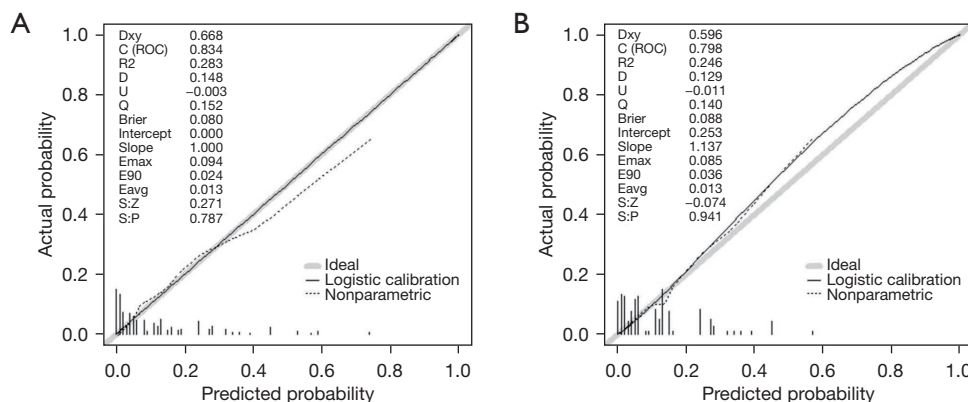 A
Dxy 0.668
C (ROC) 0.834
R2 0.283
D 0.148
U −0.003
Q 0.152
Brier 0.080
Intercept 0.000
Slope 1.000
Emax 0.094
E90 0.024
Eavg 0.013
S:Z 0.271
S:P 0.787
Ideal
Logistic calibration
Nonparametric
1.0
0.8
0.6
0.4
0.2
0.0
Actual probability
0.0 0.2 0.4 0.6 0.8 1.0
Predicted probability
B
Dxy 0.596
C (ROC) 0.798
R2 0.246
D 0.129
U −0.011
Q 0.140
Brier 0.088
Intercept 0.253
Slope 1.137
Emax 0.085
E90 0.036
Eavg 0.013
S:Z −0.074
S:P 0.941
Ideal
Logistic calibration
Nonparametric
1.0
0.8
0.6
0.4
0.2
0.0
Actual probability
0.0 0.2 0.4 0.6 0.8 1.0
Predicted probability